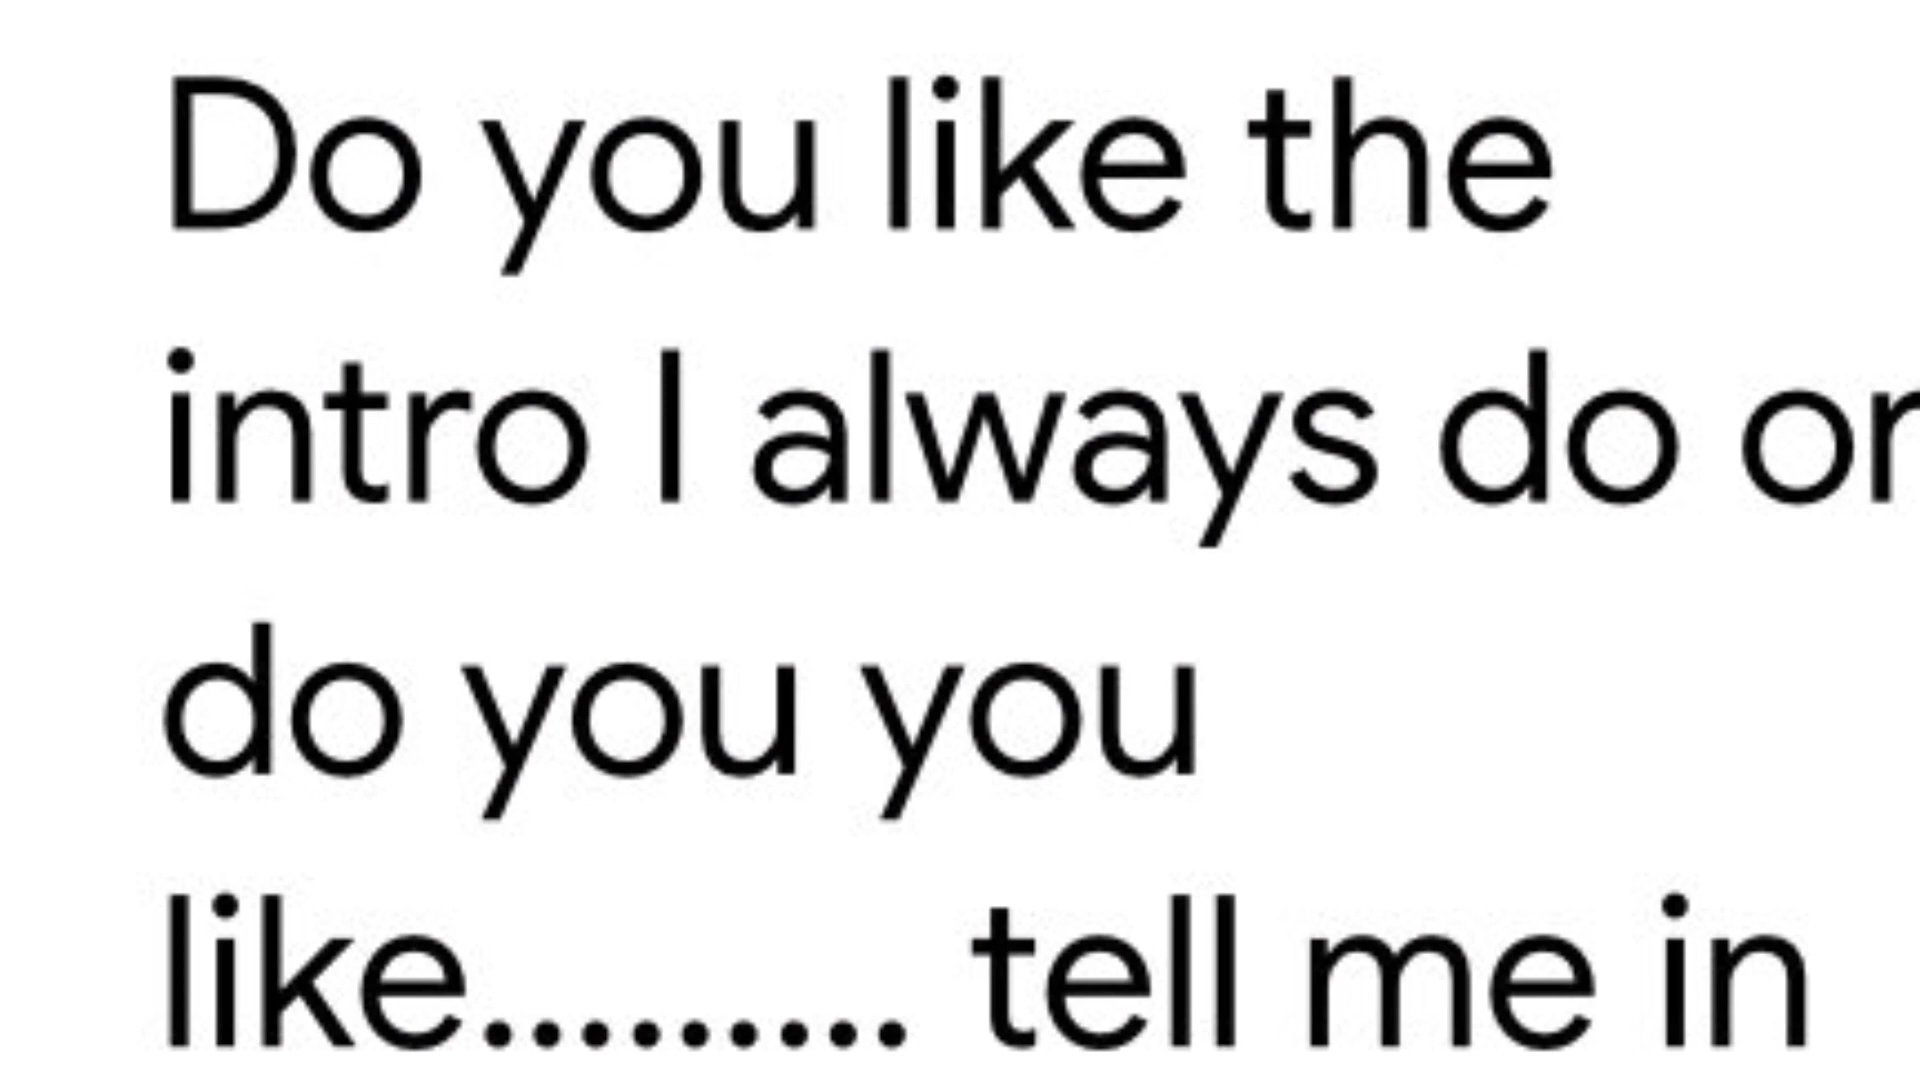 Do you like the
intro I always do or
do you you
like......... tell me in